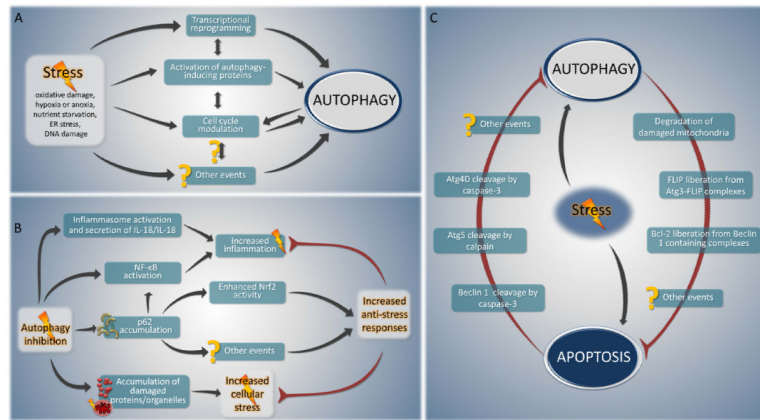 A
Transcriptional
reprogramming
Stress
oxidative damage,
hypoxia or anoxia,
nutrient starvation,
ER stress,
DNA damage
Activation of autophagy-
inducing proteins
AUTOPHAGY
Cell cycle
modulation
?
? Other events
B
Inflammasome activation
and secretion of IL-18/IL-18
Increased
inflammation
NF-κB
activation
Enhanced Nrf2
activity
Increased
anti-stress
responses
Autophagy
inhibition
p62
accumulation
? Other events
Accumulation of
damaged
proteins/organelles
Increased
cellular
stress
C
AUTOPHAGY
? Other events
Degradation of
damaged mitochondria
Atg4D cleavage by
caspase-3
FLIP liberation from
Atg3-FLIP complexes
Stress
Atg5 cleavage by
calpain
Bcl-2 liberation from Beclin
1 containing complexes
Beclin 1 cleavage by
caspase-3
? Other events
APOPTOSIS